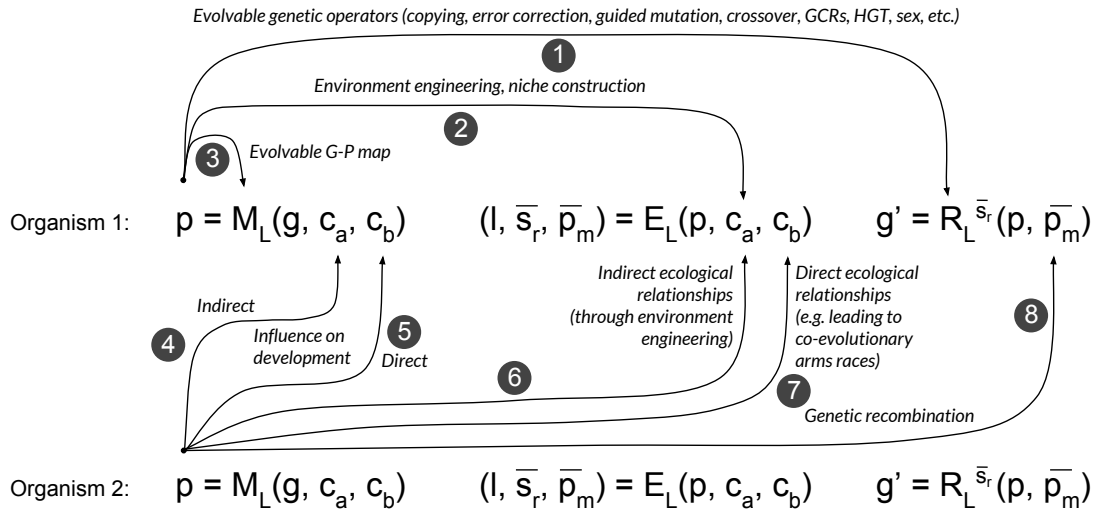 Evolvable genetic operators (copying, error correction, guided mutation, crossover, GCRs, HGT, sex, etc.)
1
Environment engineering, niche construction
2
3
Evolvable G-P map
Organism 1: p = M_L(g, c_a, c_b) (I, s̅_r, p̅_m) = E_L(p, c_a, c_b) g' = R_L^s̅_r(p, p̅_m)
Indirect
4
Influence on
development
5
Direct
Indirect ecological
relationships
(through environment
engineering)
6
Direct ecological
relationships
(e.g. leading to
co-evolutionary
arms races)
7
8
Genetic recombination
Organism 2: p = M_L(g, c_a, c_b) (I, s̅_r, p̅_m) = E_L(p, c_a, c_b) g' = R_L^s̅_r(p, p̅_m)